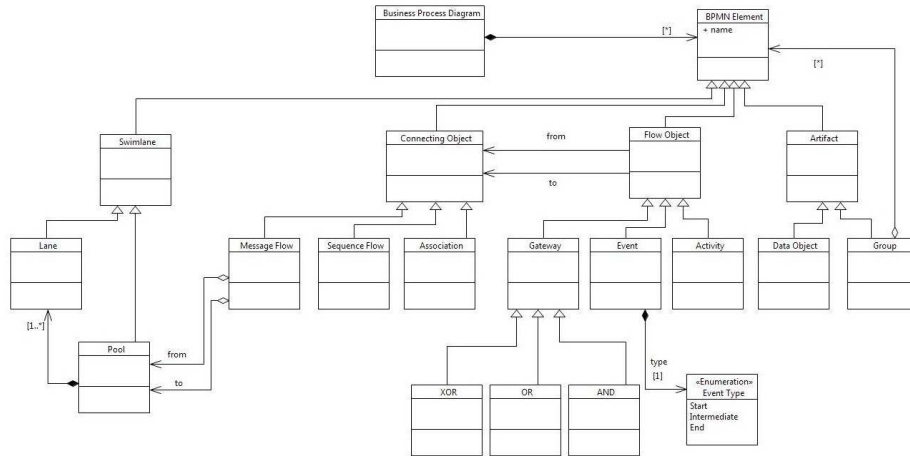 Business Process Diagram
BPMN Element
+ name
[*]
[*]
Swimlane
Connecting Object
from
to
Flow Object
Artifact
Lane
Message Flow
Sequence Flow
Association
Gateway
Event
Activity
Data Object
Group
[1..*]
Pool
from
to
type
[1]
XOR
OR
AND
«Enumeration»
Event Type
Start
Intermediate
End